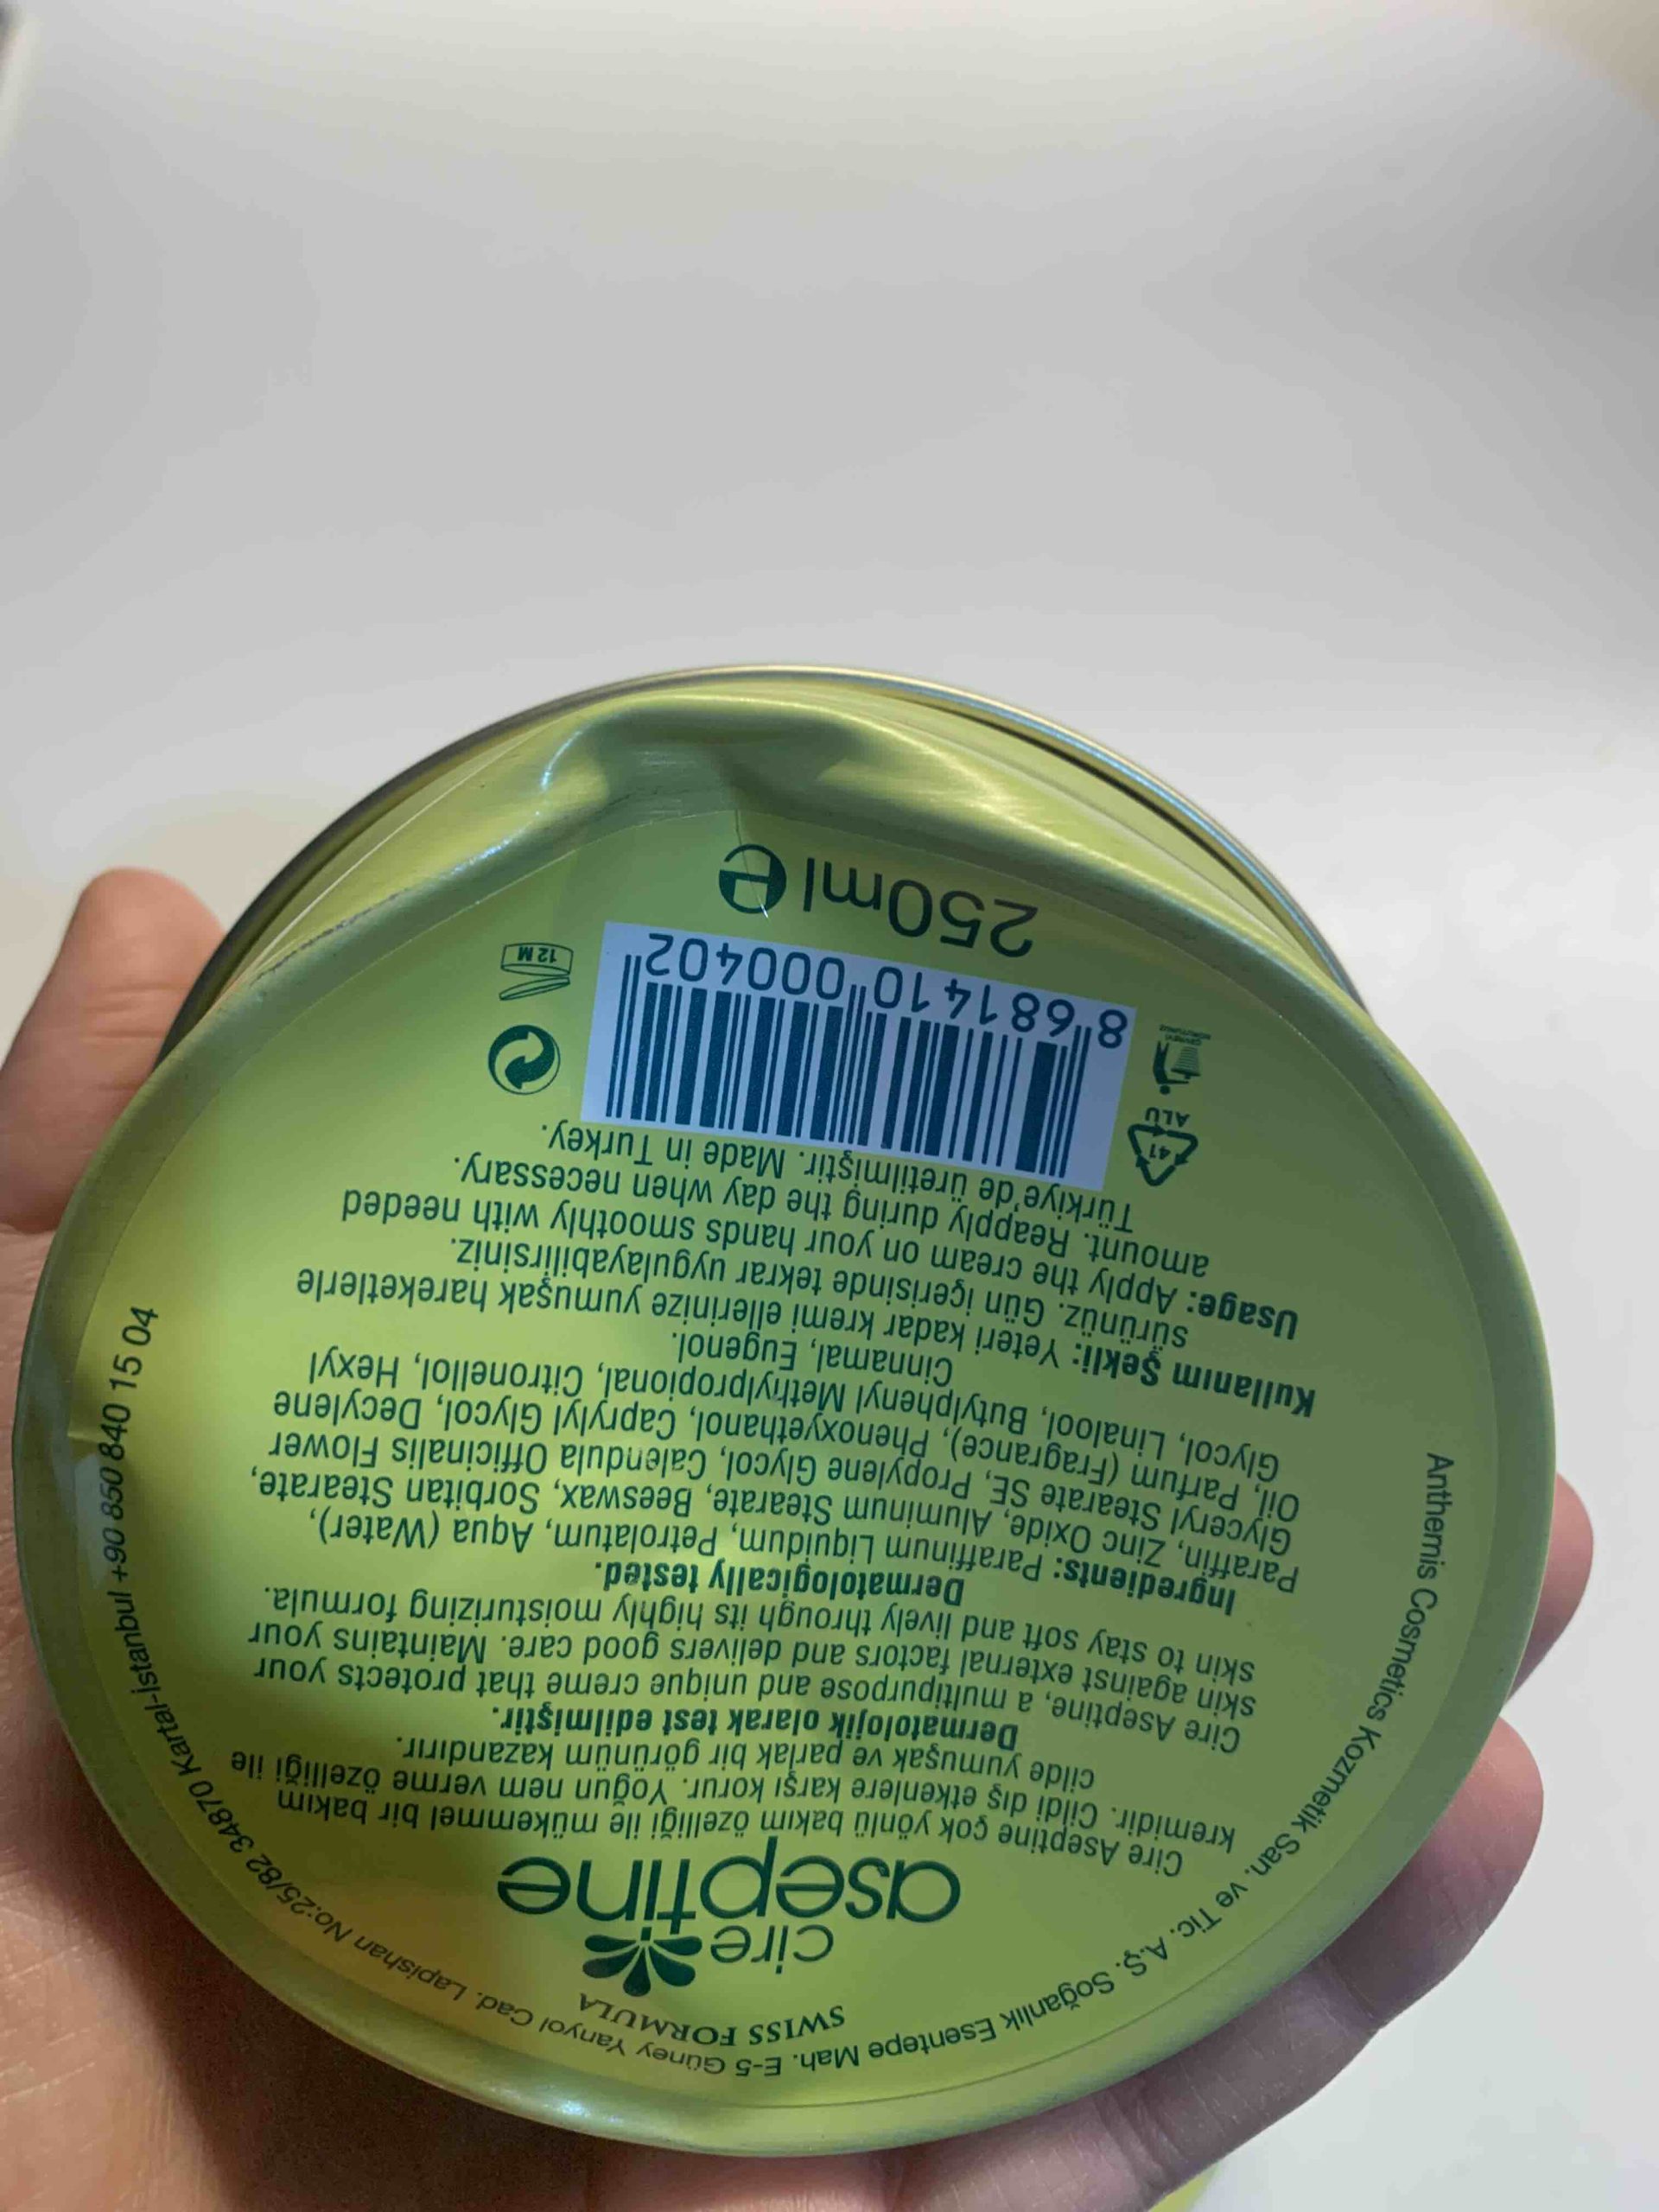 Anthemis Cosmetics Kozmetik San. ve Tic. A.Ş. Soğanlık Esentepe Mah. E-5 Güney Yanyol Cad. Lapishan No:25/82 34870 Kartal-İstanbul +90 850 840 15 04
SWISS FORMULA
cire
aseptine
Cire Aseptine çok yönlü bakım özelliği ile mükemmel bir bakım
kremidir. Cildi dış etkenlere karşı korur. Yoğun nem verme özelliği ile
cilde yumuşak ve parlak bir görünüm kazandırır.
Dermatolojik olarak test edilmiştir.
Cire Aseptine, a multipurpose and unique creme that protects your
skin against external factors and delivers good care. Maintains your
skin to stay soft and lively through its highly moisturizing formula.
Dermatologically tested.
Ingredients: Paraffinum Liquidum, Petrolatum, Aqua (Water),
Paraffin, Zinc Oxide, Aluminum Stearate, Beeswax, Sorbitan Stearate,
Glyceryl Stearate SE, Propylene Glycol, Calendula Officinalis Flower
Oil, Parfum (Fragrance), Phenoxyethanol, Caprylyl Glycol, Decylene
Glycol, Linalool, Butylphenyl Methylpropional, Citronellol, Hexyl
Cinnamal, Eugenol.
Kullanım Şekli: Yeteri kadar kremi ellerinize yumuşak hareketlerle
sürünüz. Gün içerisinde tekrar uygulayabilirsiniz.
Usage: Apply the cream on your hands smoothly with needed
amount. Reapply during the day when necessary.
Türkiye'de üretilmiştir. Made in Turkey.
41
ALU
ÇEVREYİ
KORUYUNUZ
8 681410 000402
12 M
250ml e